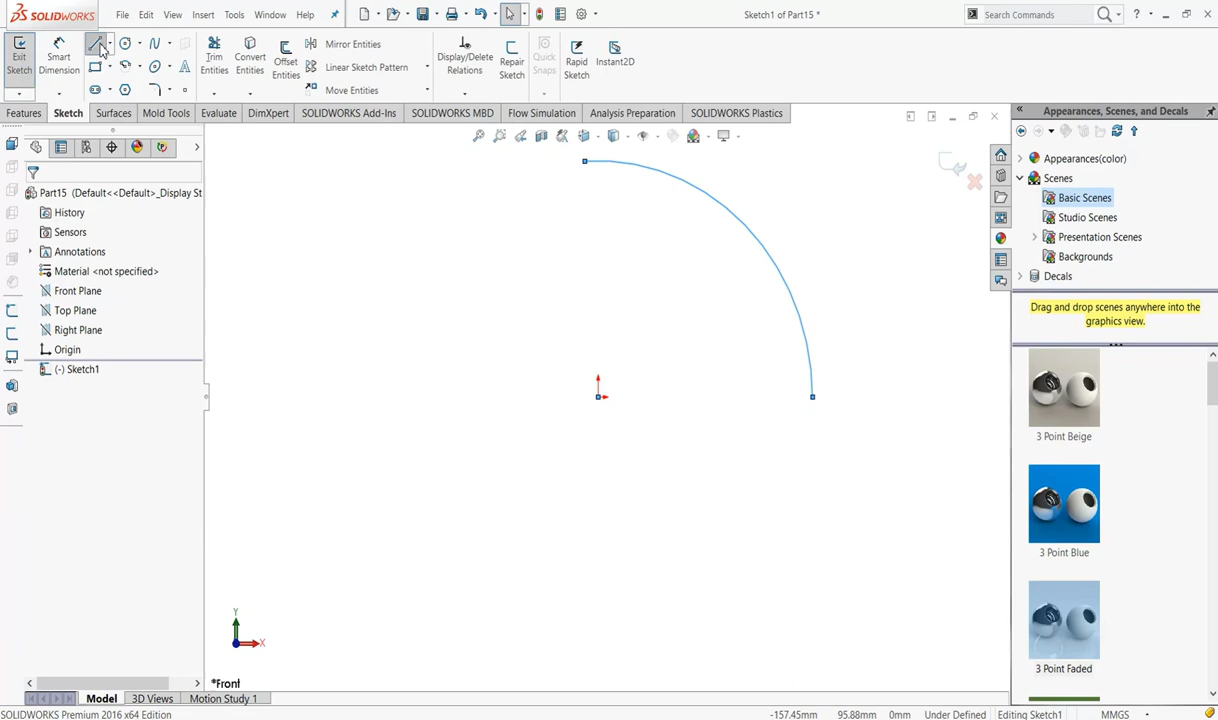 SOLIDWORKS File Edit View Insert Tools Window Help Sketch1 of Part15 * Search Commands ?
Exit Sketch
Smart Dimension
Trim Entities
Convert Entities
Offset Entities
Mirror Entities
Linear Sketch Pattern
Move Entities
Display/Delete Relations
Repair Sketch
Quick Snaps
Rapid Sketch
Instant2D
Features Sketch Surfaces Mold Tools Evaluate DimXpert SOLIDWORKS Add-Ins SOLIDWORKS MBD Flow Simulation Analysis Preparation SOLIDWORKS Plastics
Part15 (Default<<Default>_Display St
History
Sensors
Annotations
Material <not specified>
Front Plane
Top Plane
Right Plane
Origin
(-) Sketch1
Y
X
*Front
Appearances, Scenes, and Decals
Appearances(color)
Scenes
Basic Scenes
Studio Scenes
Presentation Scenes
Backgrounds
Decals
Drag and drop scenes anywhere into the
graphics view.
3 Point Beige
3 Point Blue
3 Point Faded
Model 3D Views Motion Study 1
SOLIDWORKS Premium 2016 x64 Edition -157.45mm 95.88mm 0mm Under Defined Editing Sketch1 MMGS